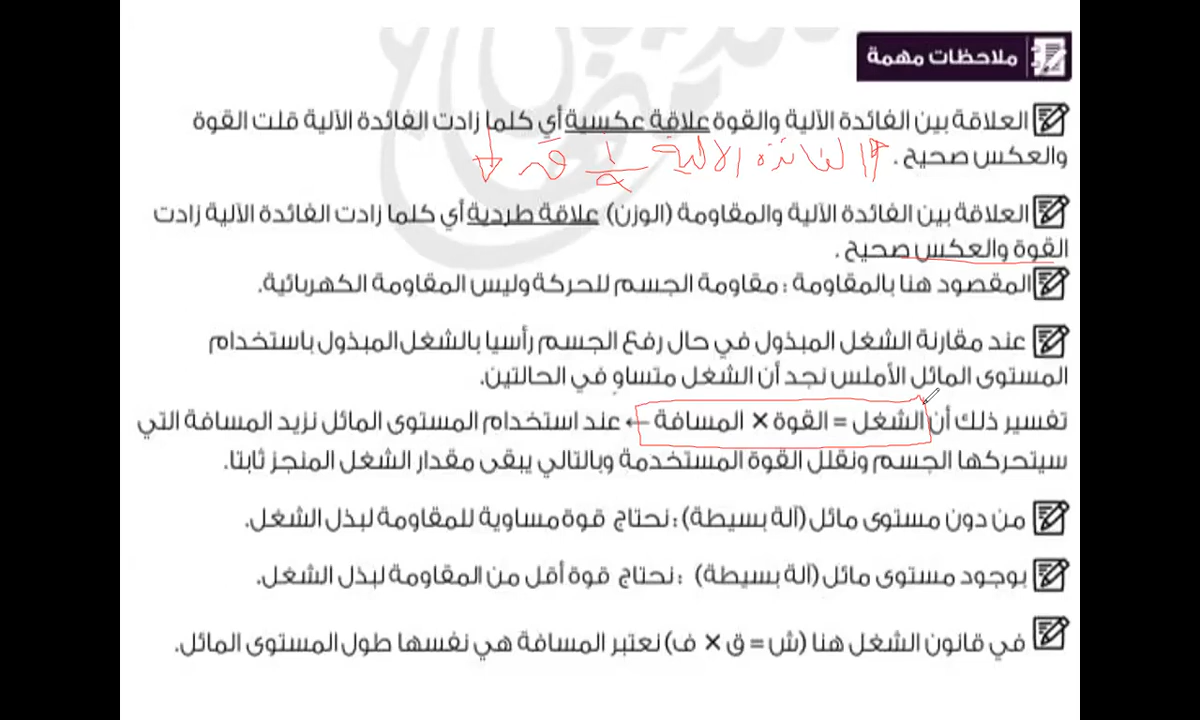 ملاحظات مهمة
العلاقة بين الفائدة الآلية والقوة علاقة عكسية أي كلما زادت الفائدة الآلية قلت القوة
والعكس صحيح .
الفائدة الآلية 1/α ق
العلاقة بين الفائدة الآلية والمقاومة (الوزن) علاقة طردية أي كلما زادت الفائدة الآلية زادت
القوة والعكس صحيح .
المقصود هنا بالمقاومة : مقاومة الجسم للحركة وليس المقاومة الكهربائية.
عند مقارنة الشغل المبذول في حال رفع الجسم رأسيا بالشغل المبذول باستخدام
المستوى المائل الأملس نجد أن الشغل متساوٍ في الحالتين.
تفسير ذلك أن الشغل = القوة × المسافة ← عند استخدام المستوى المائل نزيد المسافة التي
سيتحركها الجسم ونقلل القوة المستخدمة وبالتالي يبقى مقدار الشغل المنجز ثابتا.
من دون مستوى مائل (آلة بسيطة) : نحتاج قوة مساوية للمقاومة لبذل الشغل.
بوجود مستوى مائل (آلة بسيطة) : نحتاج قوة أقل من المقاومة لبذل الشغل.
في قانون الشغل هنا (ش = ق × ف) نعتبر المسافة هي نفسها طول المستوى المائل.